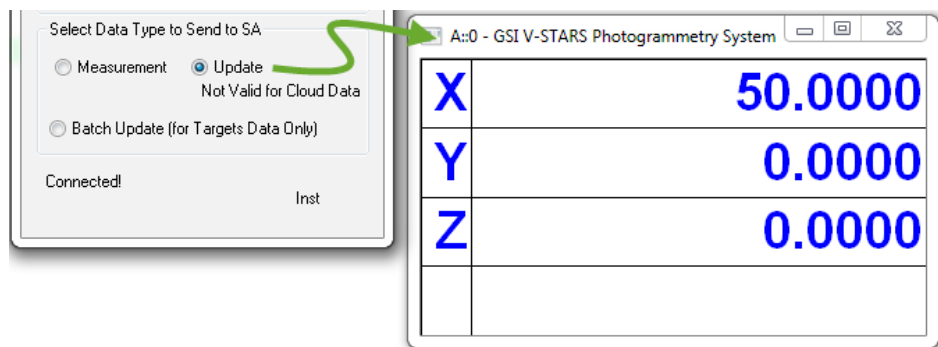 Select Data Type to Send to SA
Measurement Update
Not Valid for Cloud Data
Batch Update (for Targets Data Only)
Connected!
Inst
A::0 - GSI V-STARS Photogrammetry System
X 50.0000
Y 0.0000
Z 0.0000